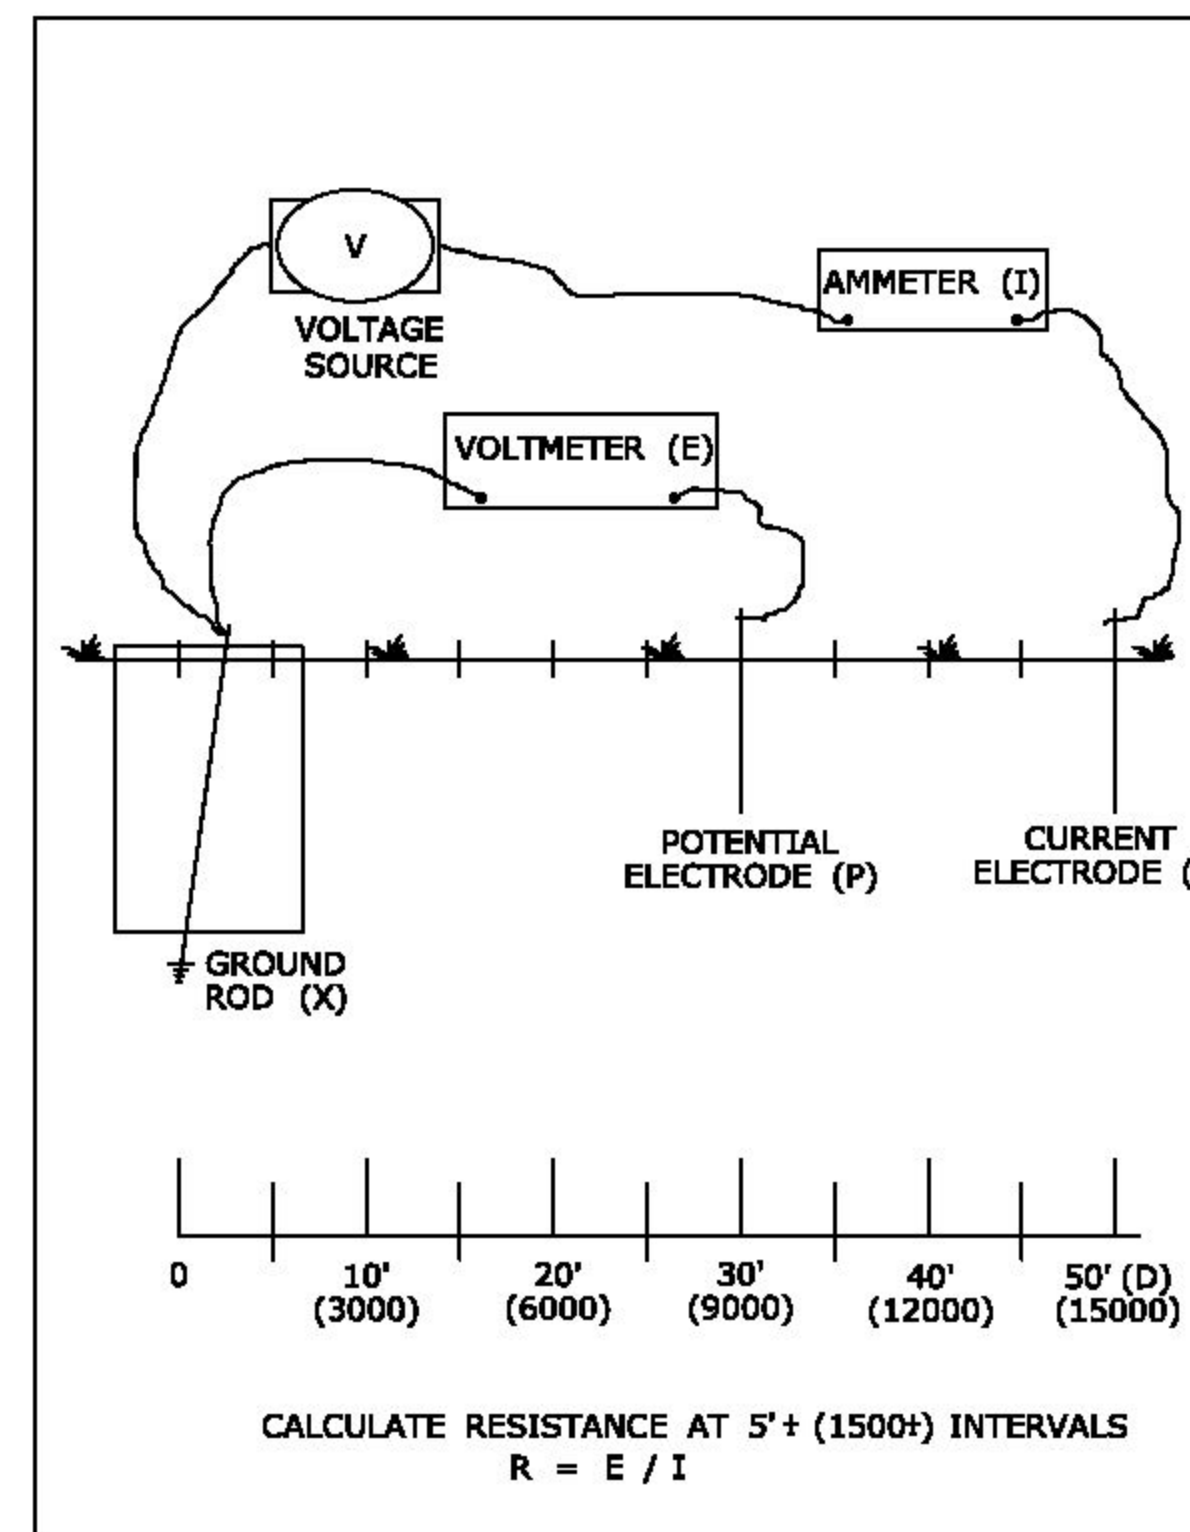 V
VOLTAGE
SOURCE
AMMETER (I)
VOLTMETER (E)
POTENTIAL
ELECTRODE (P)
CURRENT
ELECTRODE (
GROUND
ROD (X)
0 10' 20' 30' 40' 50' (D)
(3000) (6000) (9000) (12000) (15000)
CALCULATE RESISTANCE AT 5'± (1500±) INTERVALS
R = E / I